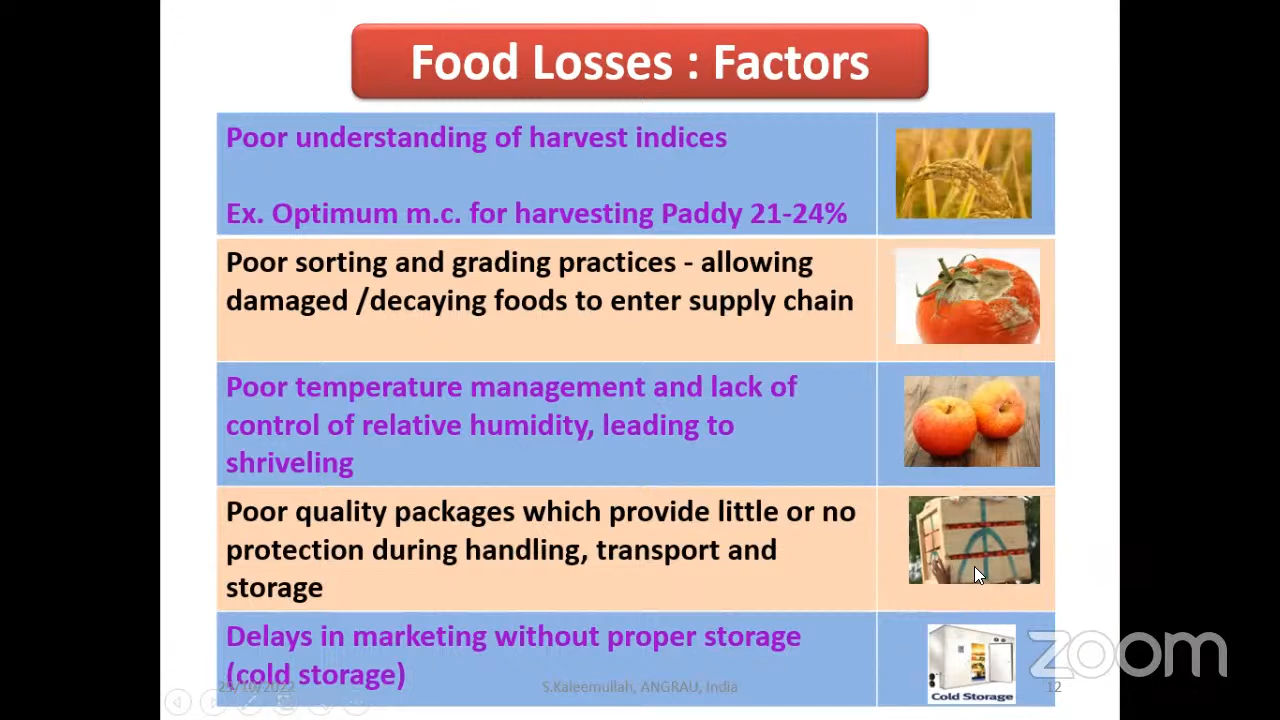 Food Losses : Factors
Poor understanding of harvest indices
Ex. Optimum m.c. for harvesting Paddy 21-24%
Poor sorting and grading practices - allowing
damaged /decaying foods to enter supply chain
Poor temperature management and lack of
control of relative humidity, leading to
shriveling
Poor quality packages which provide little or no
protection during handling, transport and
storage
Delays in marketing without proper storage
(cold storage)
Cold Storage
zoom
S.Kaleemullah, ANGRAU, India
12